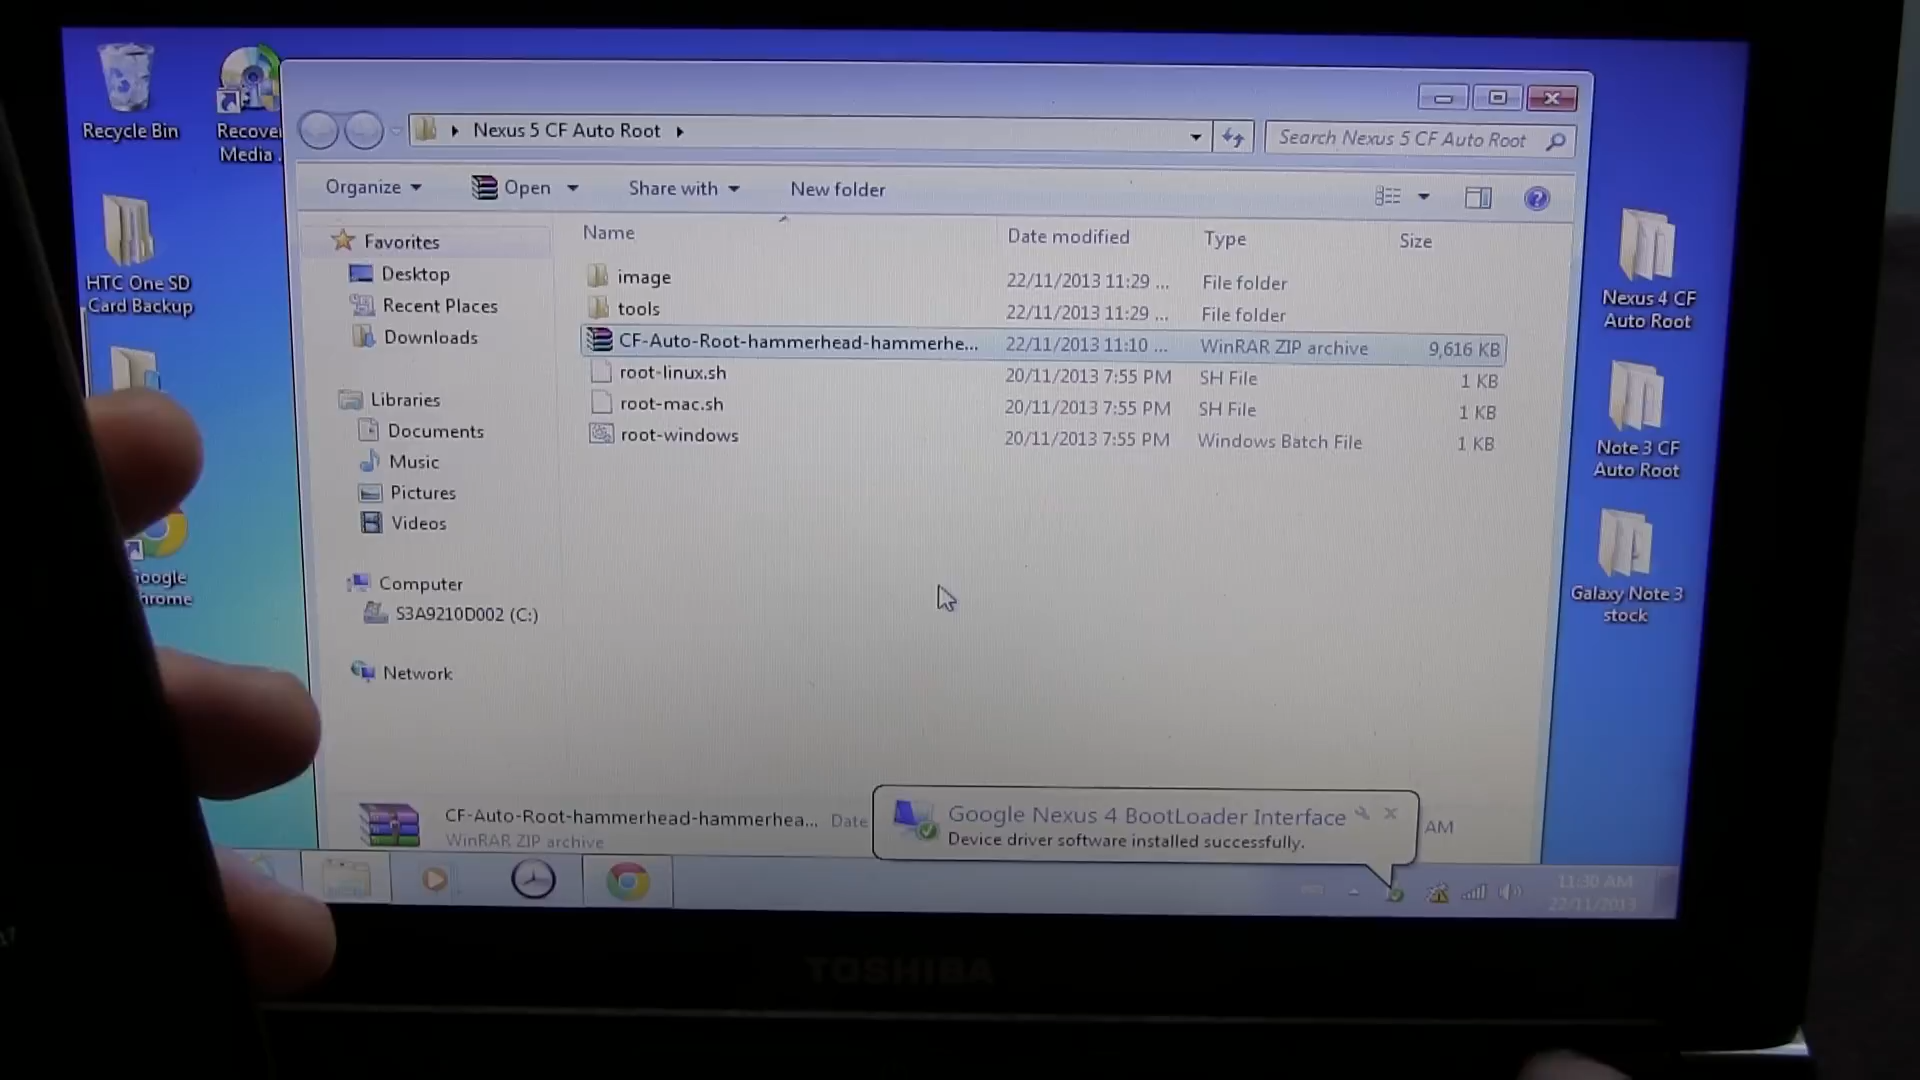 Recycle Bin
Recove
Media .
HTC One SD
Card Backup
oogle
hrome
Nexus 5 CF Auto Root
Search Nexus 5 CF Auto Root
Organize
Open
Share with
New folder
Favorites
Desktop
Recent Places
Downloads
Libraries
Documents
Music
Pictures
Videos
Computer
S3A9210D002 (C:)
Network
Name Date modified Type Size
image 22/11/2013 11:29 ... File folder
tools 22/11/2013 11:29 ... File folder
CF-Auto-Root-hammerhead-hammerhe... 22/11/2013 11:10 ... WinRAR ZIP archive 9,616 KB
root-linux.sh 20/11/2013 7:55 PM SH File 1 KB
root-mac.sh 20/11/2013 7:55 PM SH File 1 KB
root-windows 20/11/2013 7:55 PM Windows Batch File 1 KB
Nexus 4 CF
Auto Root
Note 3 CF
Auto Root
Galaxy Note 3
stock
CF-Auto-Root-hammerhead-hammerhea... Date
WinRAR ZIP archive
Google Nexus 4 BootLoader Interface
Device driver software installed successfully.
AM
11:30 AM
22/11/2013
TOSHIBA